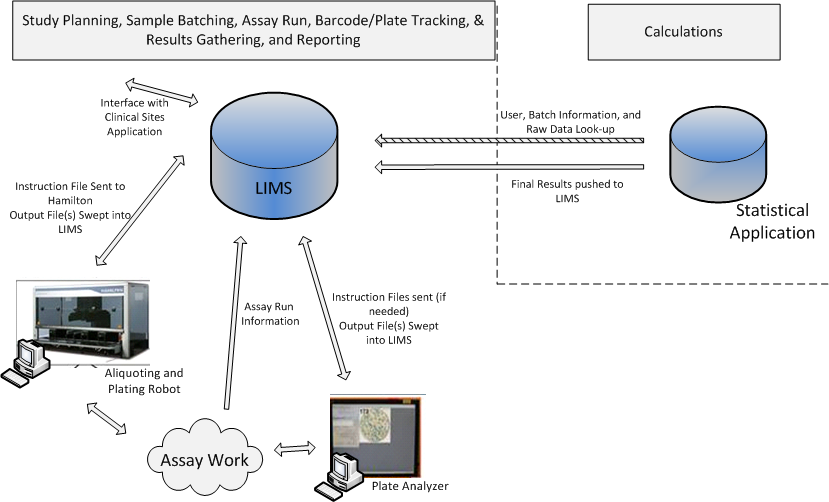 Study Planning, Sample Batching, Assay Run, Barcode/Plate Tracking, &
Results Gathering, and Reporting
Calculations
Interface with
Clinical Sites
Application
LIMS
User, Batch Information, and
Raw Data Look-up
Final Results pushed to
LIMS
Statistical
Application
Instruction File Sent to
Hamilton
Output File(s) Swept into
LIMS
Assay Run
Information
Instruction Files sent (if
needed)
Output File(s) Swept
into LIMS
Aliquoting and
Plating Robot
Assay Work
173
Plate Analyzer